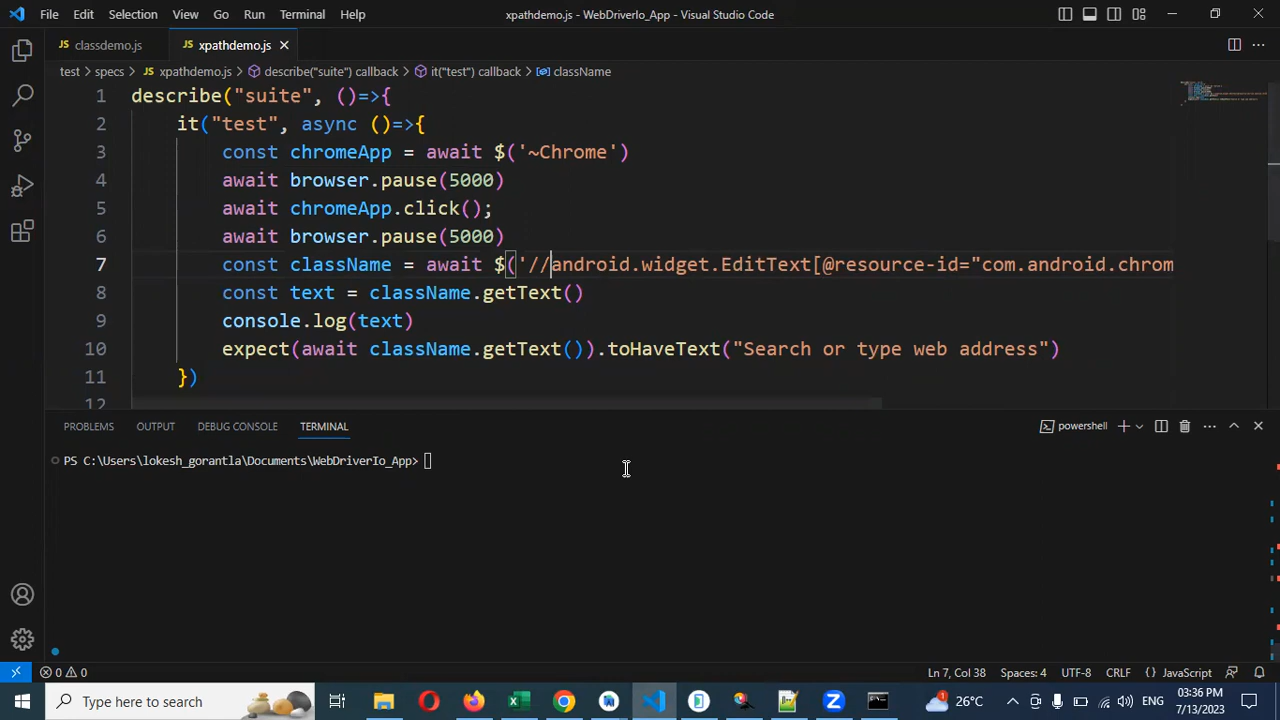 File Edit Selection View Go Run Terminal Help xpathdemo.js - WebDriverIo_App - Visual Studio Code
JS classdemo.js JS xpathdemo.js
test > specs > JS xpathdemo.js > describe("suite") callback > it("test") callback > className
1 describe("suite", ()=>{
2 it("test", async ()=>{
3 const chromeApp = await $('~Chrome')
4 await browser.pause(5000)
5 await chromeApp.click();
6 await browser.pause(5000)
7 const className = await $('//android.widget.EditText[@resource-id="com.android.chrom
8 const text = className.getText()
9 console.log(text)
10 expect(await className.getText()).toHaveText("Search or type web address")
11 })
12
PROBLEMS OUTPUT DEBUG CONSOLE TERMINAL powershell
PS C:\Users\lokesh_gorantla\Documents\WebDriverIo_App>
0 0 Ln 7, Col 38 Spaces: 4 UTF-8 CRLF {} JavaScript
Type here to search 1 26°C ENG 03:36 PM
7/13/2023